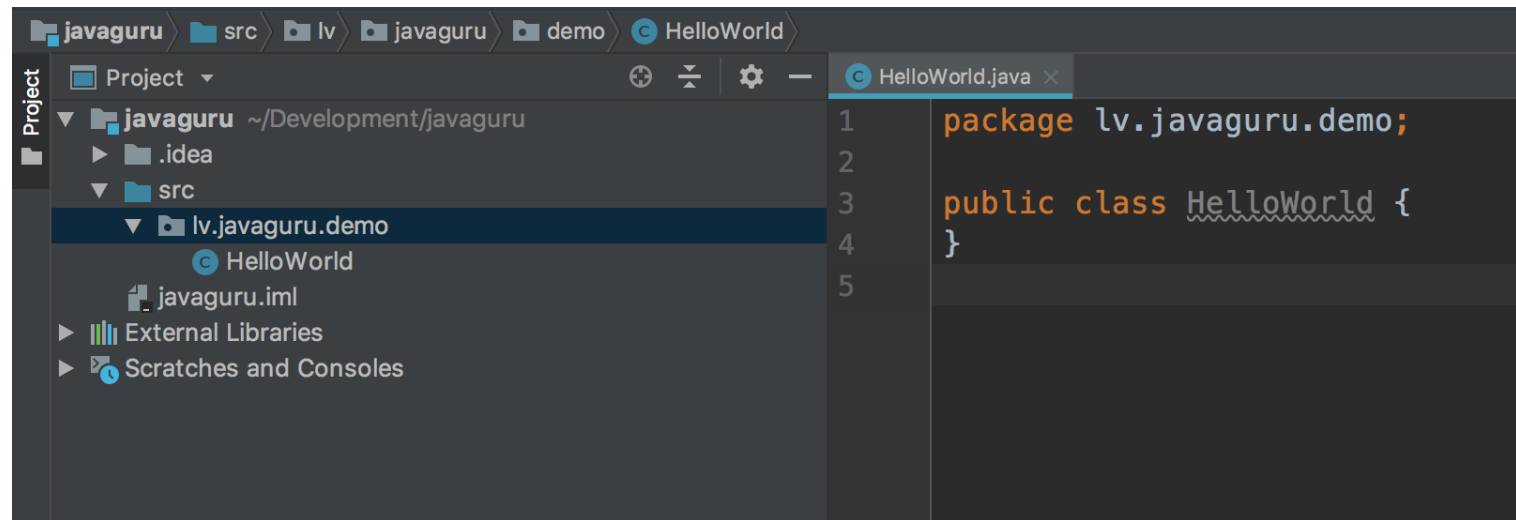 javaguru src lv javaguru demo C HelloWorld
Project
Project
javaguru ~/Development/javaguru
.idea
src
lv.javaguru.demo
C HelloWorld
javaguru.iml
External Libraries
Scratches and Consoles
C HelloWorld.java
1 package lv.javaguru.demo;
2
3 public class HelloWorld {
4 }
5